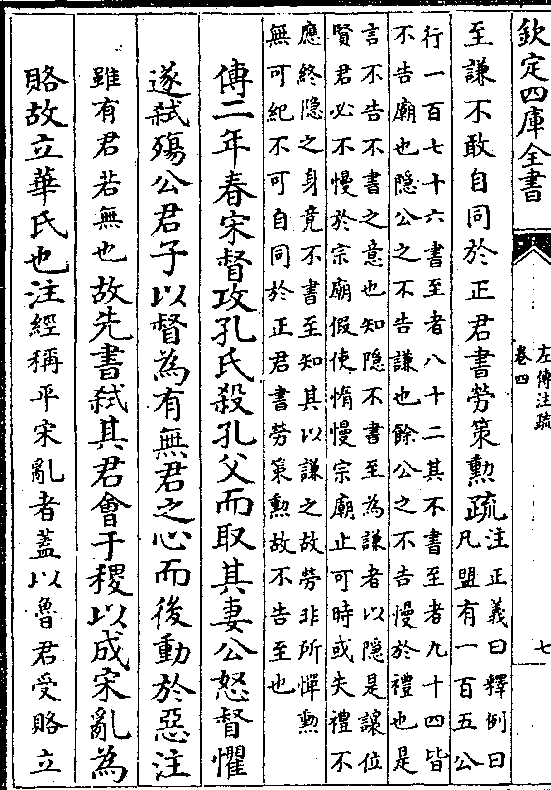 欽定四庫全書
左傳注疏
卷四
七
至謙不敢自同於正君書勞策勲疏注正義曰釋例曰
凡盟有一百五公
行一百七十六書至者八十二其不書至者九十四皆
不告廟也隐公之不告謙也餘公之不告慢於禮也是
言不告不書之意也知隐不書至為謙者以隐是讓位
賢君必不慢於宗廟假使惰慢宗廟止可時或失禮不
應終隐之身竟不書至知其以謙之故勞非所憚勲
無可紀不可自同於正君書勞策勲故不告至也
傳二年春宋督攻孔氏殺孔父而取其妻公怒督懼
遂弑殤公君子以督為有無君之心而後動於惡注
雖有君若無也故先書弑其君會于稷以成宋亂為
賂故立華氏也注經稱平宋亂者蓋以魯君受賂立